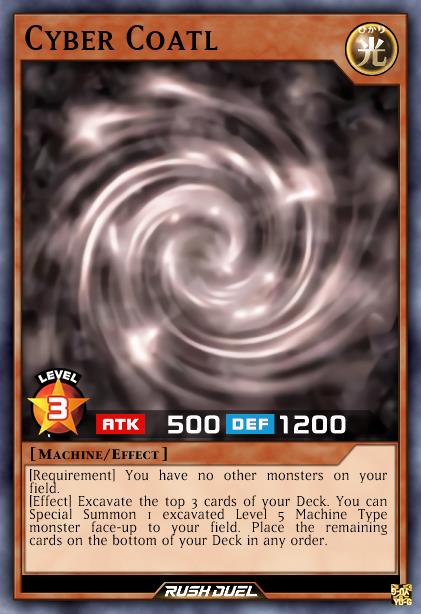 CYBER COATL
ひかり
光
LEVEL
3
ATK 500 DEF 1200
[MACHINE/EFFECT]
[Requirement] You have no other monsters on your
field.
[Effect] Excavate the top 3 cards of your Deck. You can
Special Summon 1 excavated Level 5 Machine Type
monster face-up to your field. Place the remaining
cards on the bottom of your Deck in any order.
RUSH DUEL